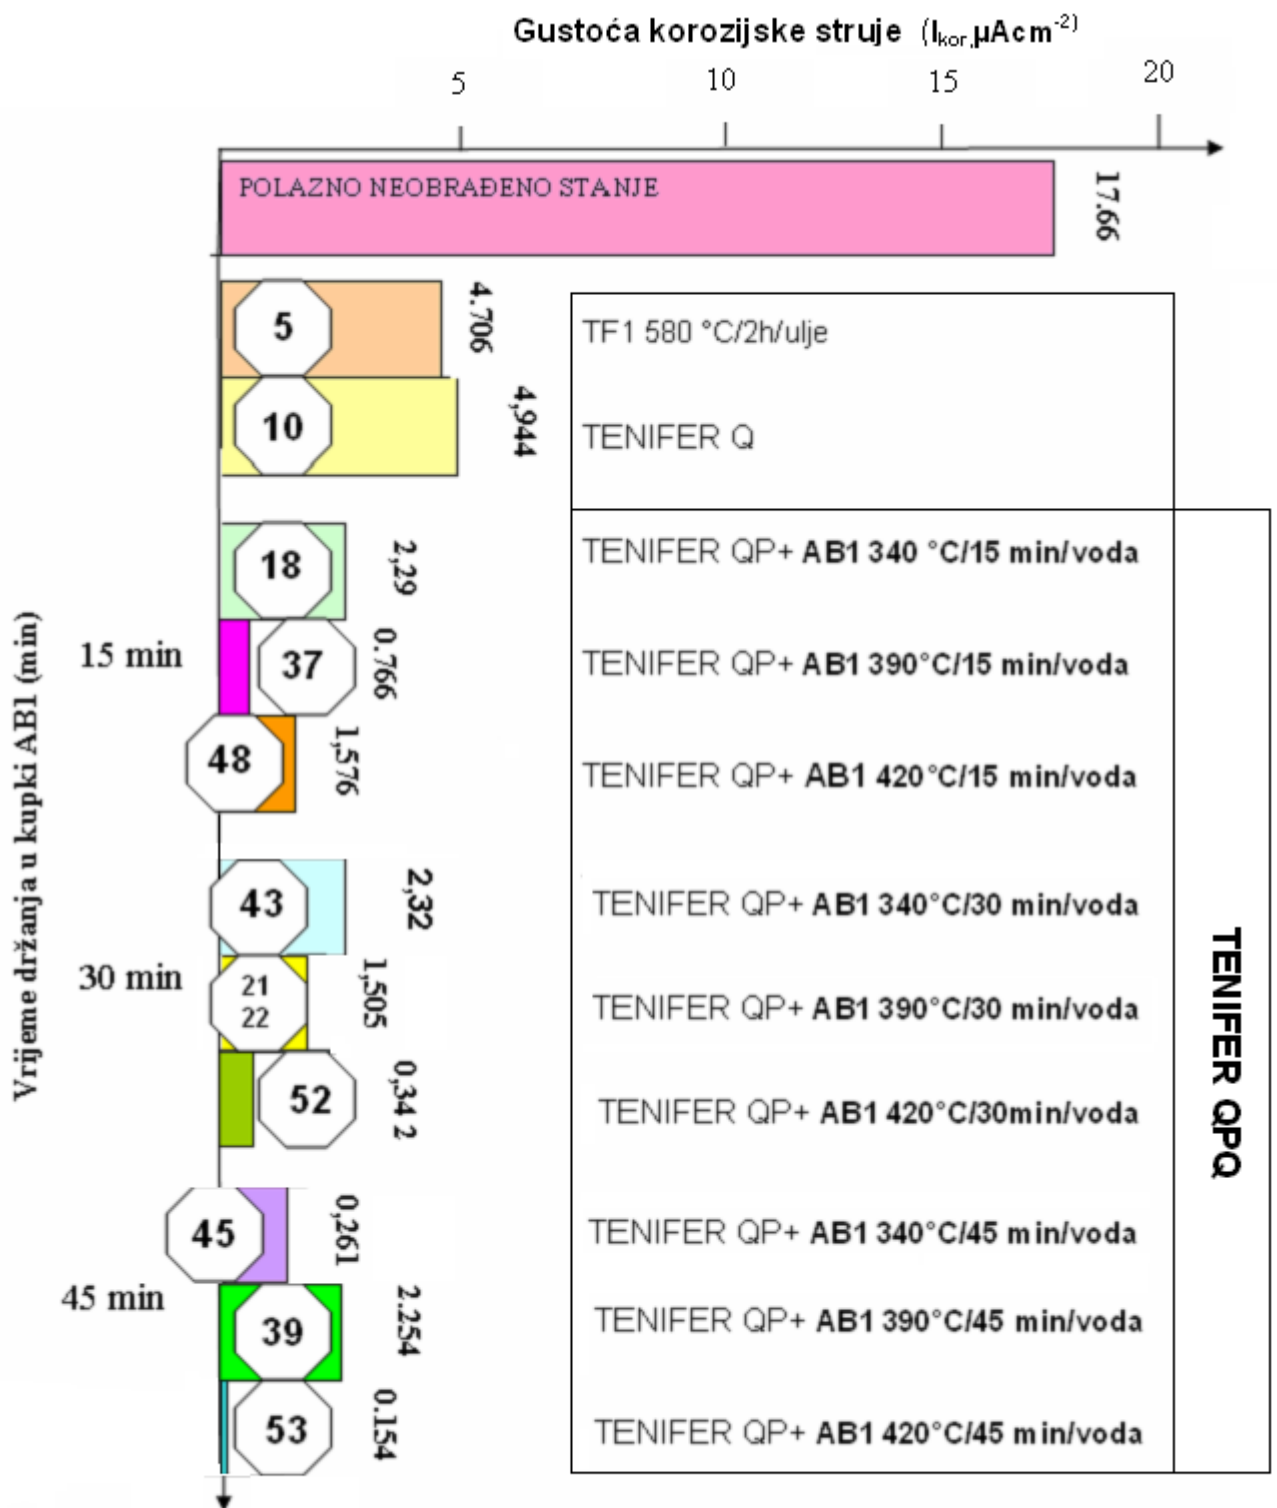 Gustoća korozijske struje (Ikor,µAcm-2)
5 10 15 20
POLAZNO NEOBRAĐENO STANJE 17.66
5 4.706 TF1 580 °C/2h/ulje
10 4,944 TENIFER Q
18 2,29 TENIFER QP+ AB1 340 °C/15 min/voda
15 min 37 0.766 TENIFER QP+ AB1 390°C/15 min/voda
48 1,576 TENIFER QP+ AB1 420°C/15 min/voda
43 2,32 TENIFER QP+ AB1 340°C/30 min/voda
30 min 21 22 1,505 TENIFER QP+ AB1 390°C/30 min/voda
52 0,34 2 TENIFER QP+ AB1 420°C/30min/voda
45 0,261 TENIFER QP+ AB1 340°C/45 min/voda
45 min 39 2.254 TENIFER QP+ AB1 390°C/45 min/voda
53 0.154 TENIFER QP+ AB1 420°C/45 min/voda
Vrijeme držanja u kupki AB1 (min)
TENIFER QPQ